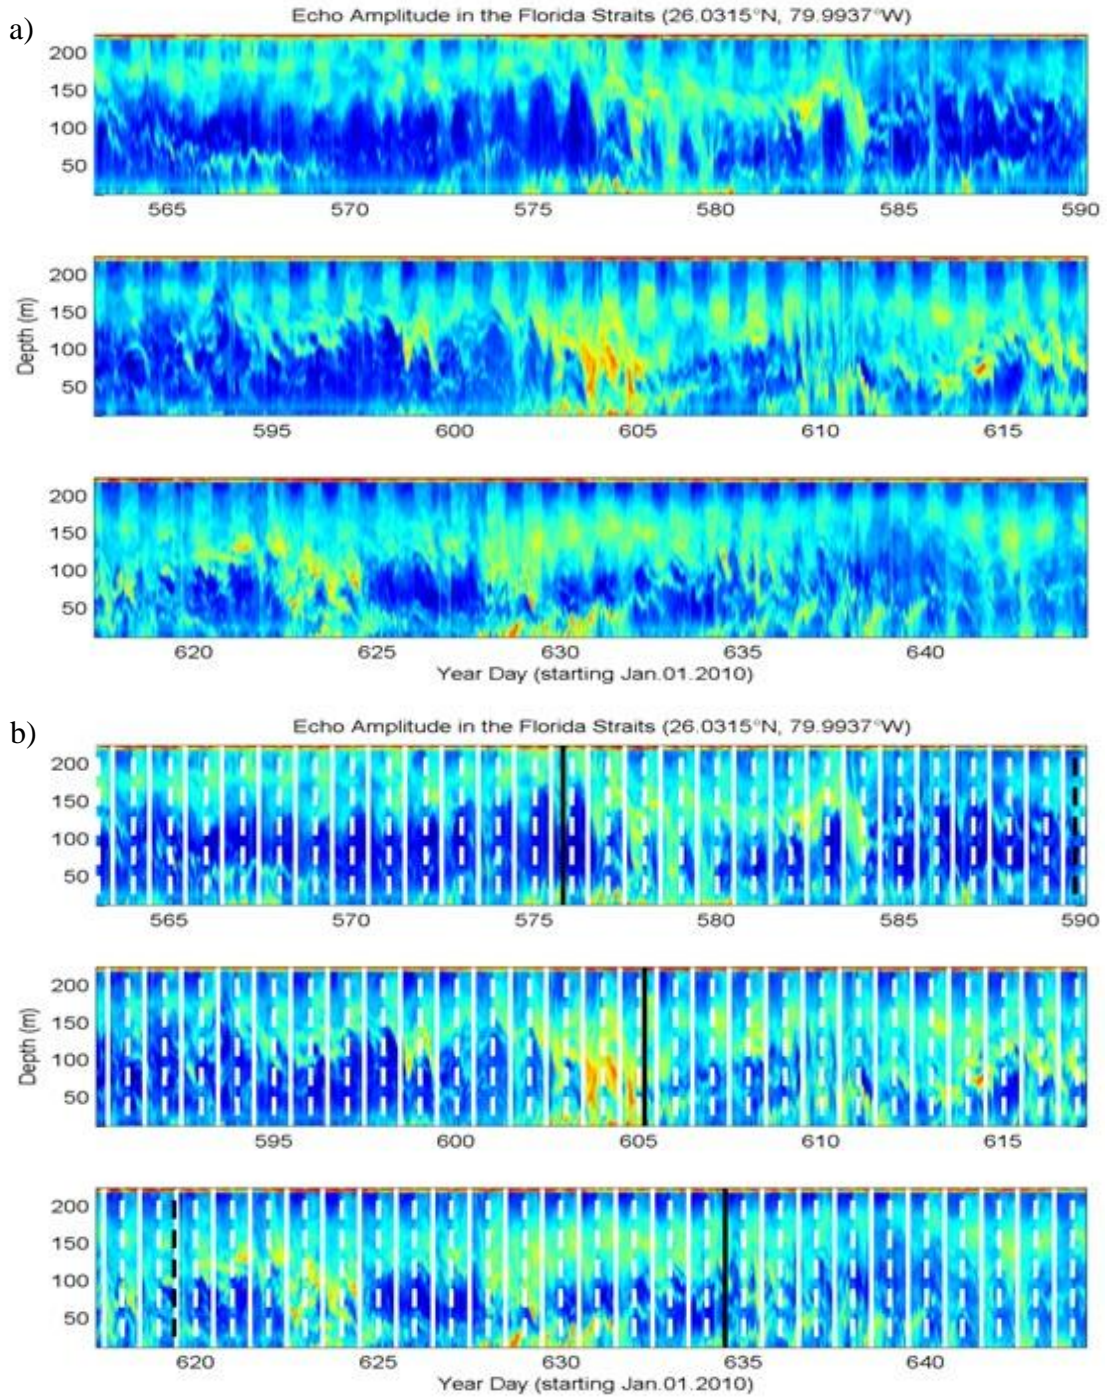 a)
Echo Amplitude in the Florida Straits (26.0315°N, 79.9937°W)
200
150
100
50
565 570 575 580 585 590
Depth (m)
200
150
100
50
595 600 605 610 615
200
150
100
50
620 625 630 635 640
Year Day (starting Jan.01.2010)
b)
Echo Amplitude in the Florida Straits (26.0315°N, 79.9937°W)
200
150
100
50
565 570 575 580 585 590
Depth (m)
200
150
100
50
595 600 605 610 615
200
150
100
50
620 625 630 635 640
Year Day (starting Jan.01.2010)